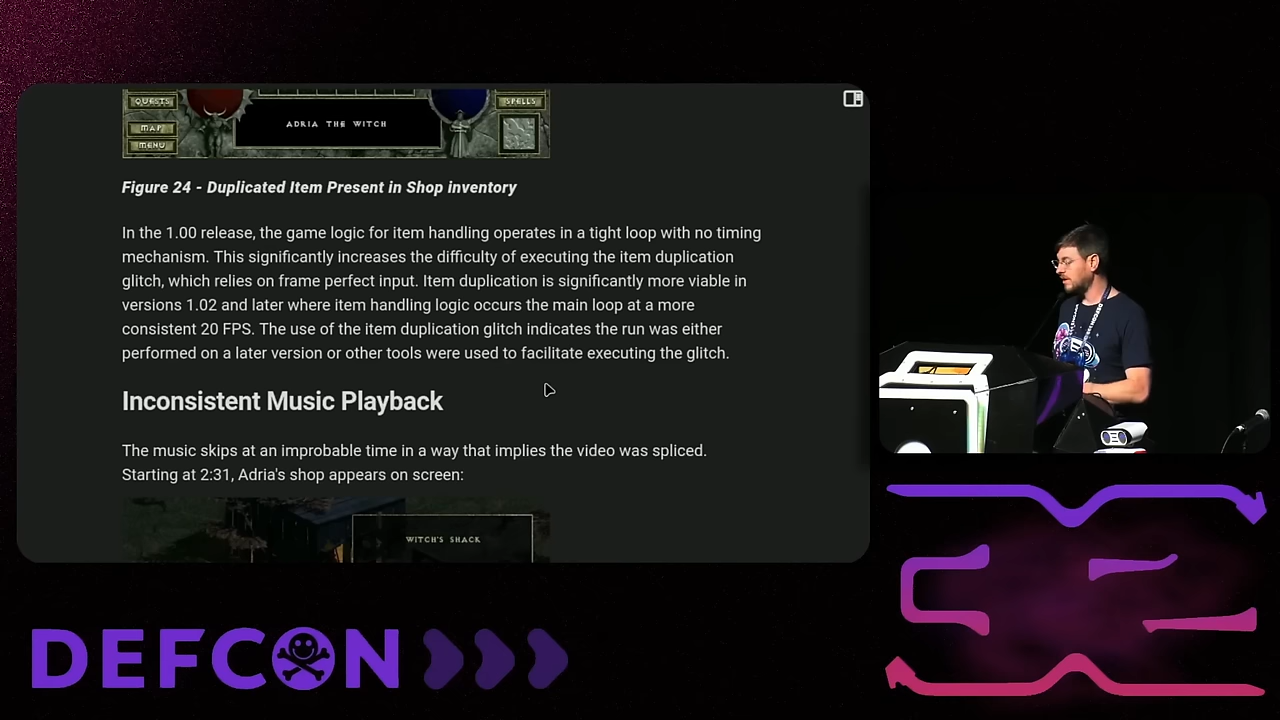 QUESTS
MAP
MENU
ADRIA THE WITCH
SPELLS
Figure 24 - Duplicated Item Present in Shop inventory
In the 1.00 release, the game logic for item handling operates in a tight loop with no timing
mechanism. This significantly increases the difficulty of executing the item duplication
glitch, which relies on frame perfect input. Item duplication is significantly more viable in
versions 1.02 and later where item handling logic occurs the main loop at a more
consistent 20 FPS. The use of the item duplication glitch indicates the run was either
performed on a later version or other tools were used to facilitate executing the glitch.
Inconsistent Music Playback
The music skips at an improbable time in a way that implies the video was spliced.
Starting at 2:31, Adria's shop appears on screen:
WITCH'S SHACK
DEFCON